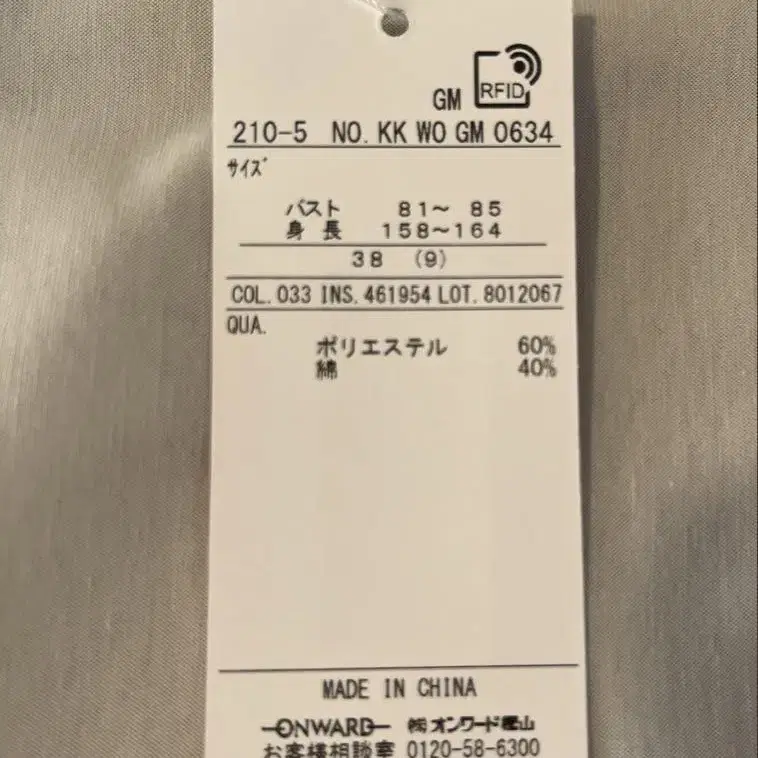 GM RFID
210-5 NO. KK WO GM 0634
サイズ
バスト 81〜 85
身長 158〜164
38 (9)
COL. 033 INS. 461954 LOT. 8012067
QUA.
ポリエステル 60%
綿 40%
MADE IN CHINA
ONWARD ㈱オンワード樫山
お客様相談室 0120-58-6300